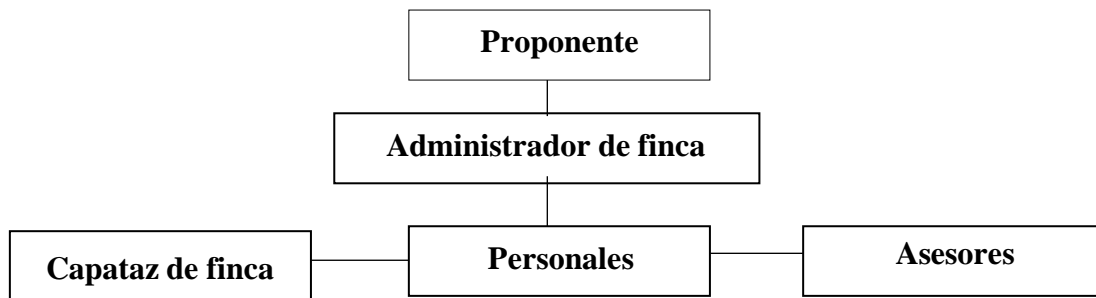 Proponente
Administrador de finca
Capataz de finca
Personales
Asesores